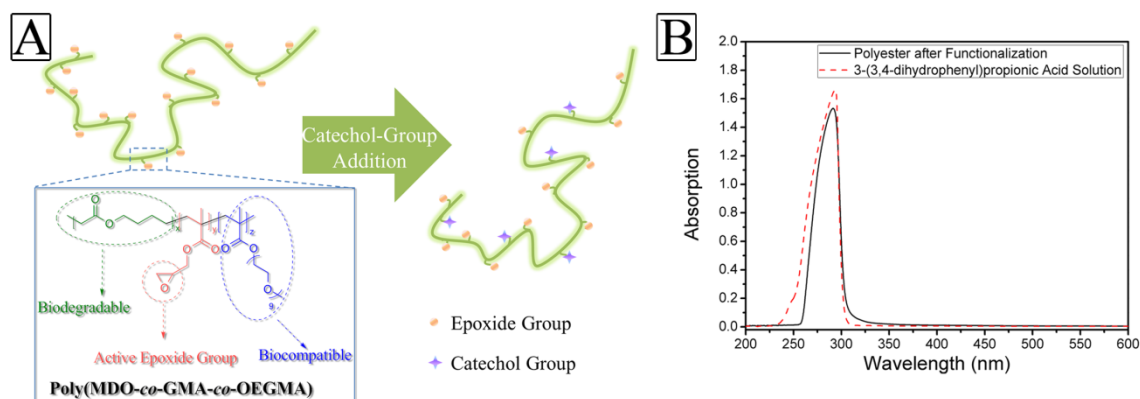 A
Catechol-Group
Addition
O
O
x
y
z
O
O
O
O
O
O
9
Biodegradable
Active Epoxide Group
Biocompatible
Poly(MDO-co-GMA-co-OEGMA)
Epoxide Group
Catechol Group
B
Polyester after Functionalization
3-(3,4-dihydrophenyl)propionic Acid Solution
Absorption
2.0
1.8
1.6
1.4
1.2
1.0
0.8
0.6
0.4
0.2
0.0
200 250 300 350 400 450 500 550 600
Wavelength (nm)